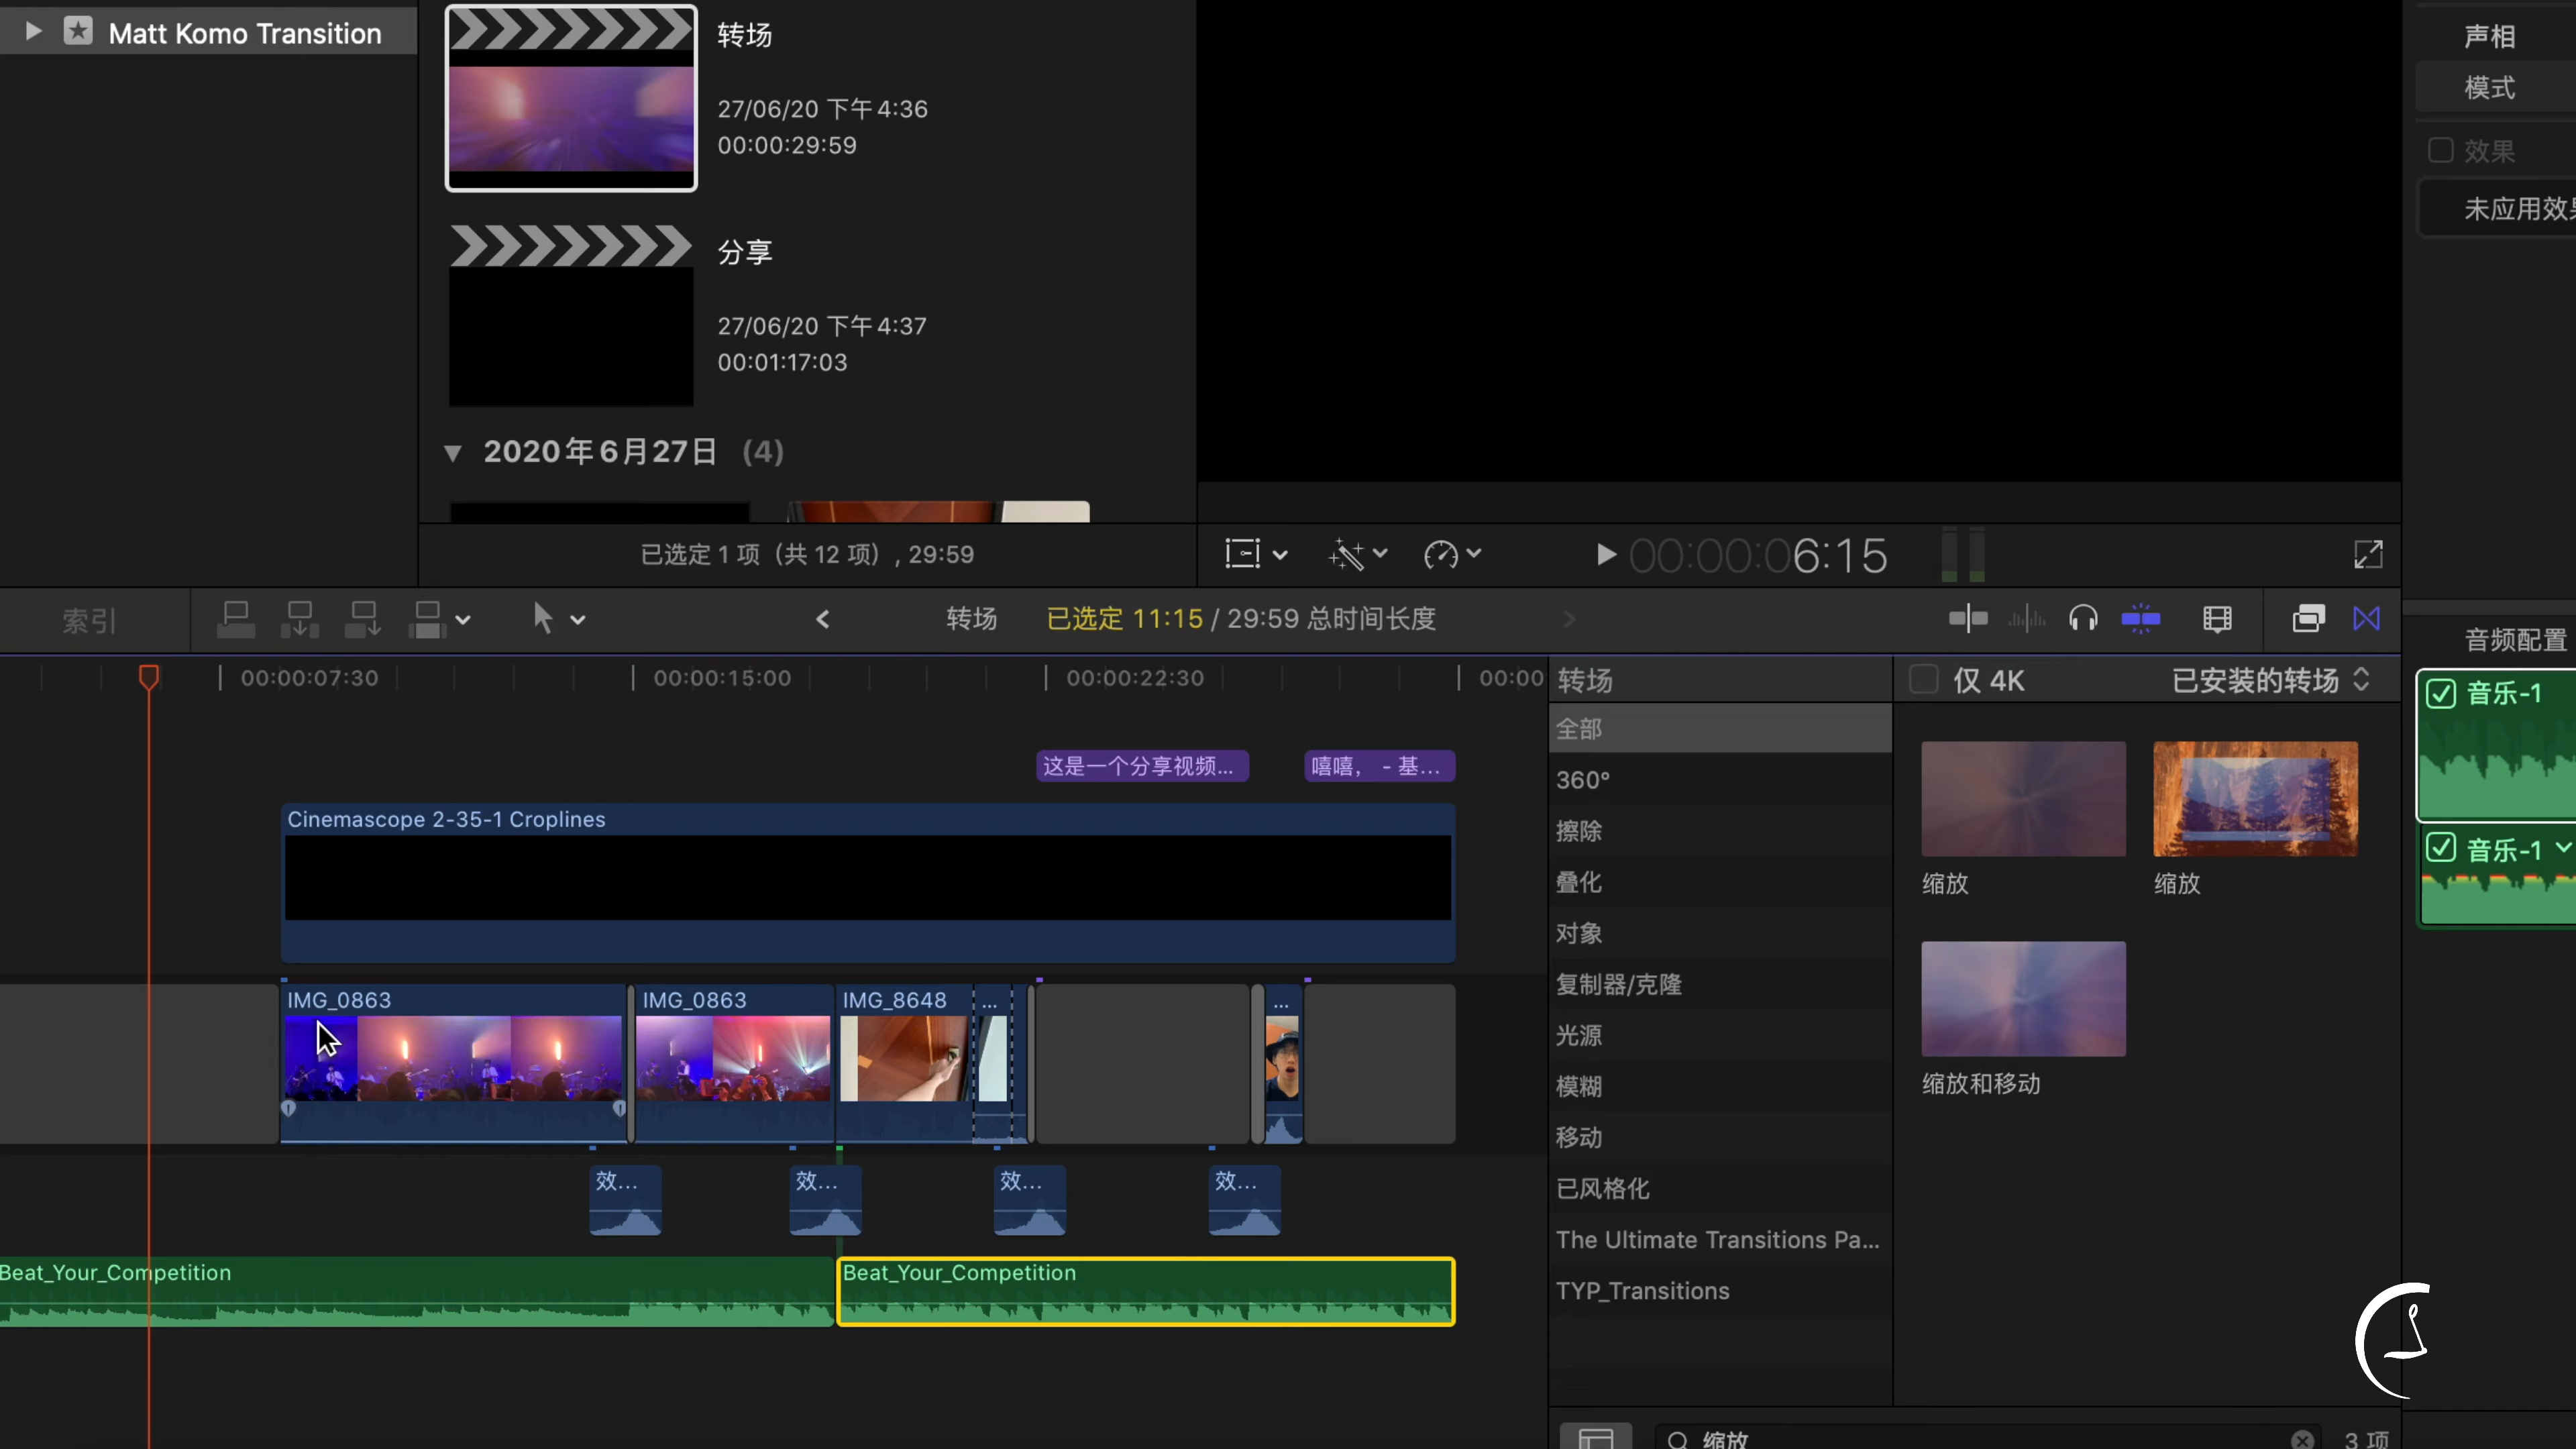 Matt Komo Transition
转场
27/06/20 下午4:36
00:00:29:59
分享
27/06/20 下午4:37
00:01:17:03
2020年6月27日 (4)
已选定 1 项（共 12 项）, 29:59
00:00:06:15
声相
模式
效果
未应用效果
索引
转场
已选定 11:15 / 29:59 总时间长度
音频配置
00:00:07:30
00:00:15:00
00:00:22:30
00:00
转场
仅 4K
已安装的转场
音乐-1
音乐-1
全部
360°
擦除
叠化
对象
复制器/克隆
光源
模糊
移动
已风格化
The Ultimate Transitions Pa...
TYP_Transitions
缩放
缩放
缩放和移动
这是一个分享视频...
嘻嘻， - 基...
Cinemascope 2-35-1 Croplines
IMG_0863
IMG_0863
IMG_8648
...
...
效...
效...
效...
效...
Beat_Your_Competition
Beat_Your_Competition
缩放
3 项